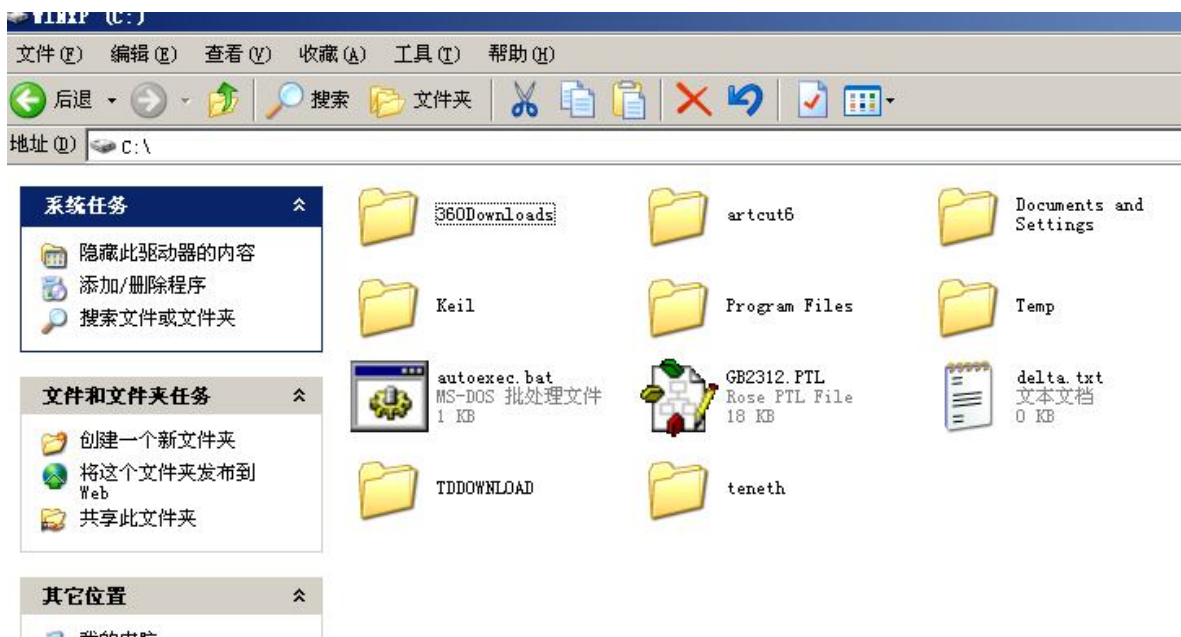 WINXP (C:)
文件(F) 编辑(E) 查看(V) 收藏(A) 工具(T) 帮助(H)
后退 搜索 文件夹
地址(D) C:\
系统任务
隐藏此驱动器的内容
添加/删除程序
搜索文件或文件夹
文件和文件夹任务
创建一个新文件夹
将这个文件夹发布到
Web
共享此文件夹
其它位置
我的电脑
360Downloads
artcut6
Documents and
Settings
Keil
Program Files
Temp
autoexec.bat
MS-DOS 批处理文件
1 KB
GB2312.PTL
Rose PTL File
18 KB
delta.txt
文本文档
0 KB
TDDOWNLOAD
teneth